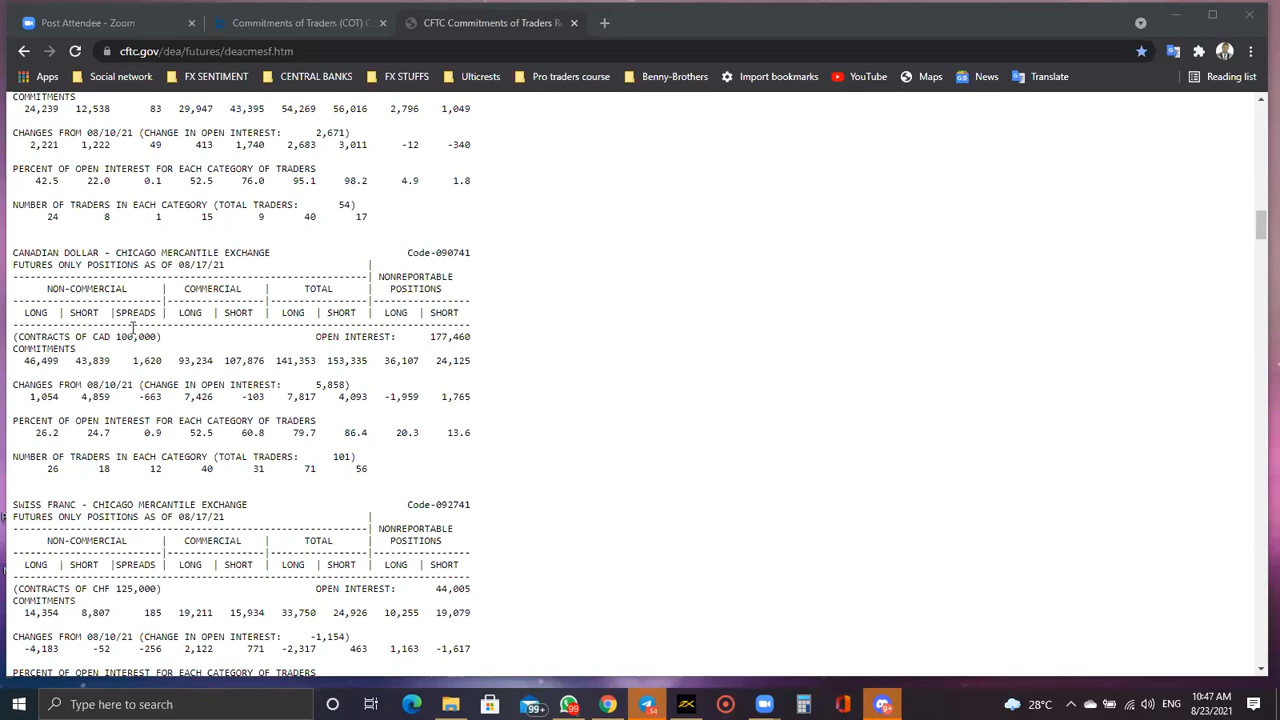 Post Attendee - Zoom
Commitments of Traders (COT) C
CFTC Commitments of Traders R
cftc.gov/dea/futures/deacmesf.htm
Apps Social network FX SENTIMENT CENTRAL BANKS FX STUFFS Ulticrests Pro traders course Benny-Brothers Import bookmarks YouTube Maps News Translate Reading list
COMMITMENTS
24,239 12,538 83 29,947 43,395 54,269 56,016 2,796 1,049
CHANGES FROM 08/10/21 (CHANGE IN OPEN INTEREST: 2,671)
2,221 1,222 49 413 1,740 2,683 3,011 -12 -340
PERCENT OF OPEN INTEREST FOR EACH CATEGORY OF TRADERS
42.5 22.0 0.1 52.5 76.0 95.1 98.2 4.9 1.8
NUMBER OF TRADERS IN EACH CATEGORY (TOTAL TRADERS: 54)
24 8 1 15 9 40 17
CANADIAN DOLLAR - CHICAGO MERCANTILE EXCHANGE Code-090741
FUTURES ONLY POSITIONS AS OF 08/17/21 |
--------------------------------------------------------------| NONREPORTABLE
NON-COMMERCIAL | COMMERCIAL | TOTAL | POSITIONS
--------------------------|-----------------|-----------------|-----------------
LONG | SHORT |SPREADS | LONG | SHORT | LONG | SHORT | LONG | SHORT
--------------------------------------------------------------------------------
(CONTRACTS OF CAD 100,000) OPEN INTEREST: 177,460
COMMITMENTS
46,499 43,839 1,620 93,234 107,876 141,353 153,335 36,107 24,125
CHANGES FROM 08/10/21 (CHANGE IN OPEN INTEREST: 5,858)
1,054 4,859 -663 7,426 -103 7,817 4,093 -1,959 1,765
PERCENT OF OPEN INTEREST FOR EACH CATEGORY OF TRADERS
26.2 24.7 0.9 52.5 60.8 79.7 86.4 20.3 13.6
NUMBER OF TRADERS IN EACH CATEGORY (TOTAL TRADERS: 101)
26 18 12 40 31 71 56
SWISS FRANC - CHICAGO MERCANTILE EXCHANGE Code-092741
FUTURES ONLY POSITIONS AS OF 08/17/21 |
--------------------------------------------------------------| NONREPORTABLE
NON-COMMERCIAL | COMMERCIAL | TOTAL | POSITIONS
--------------------------|-----------------|-----------------|-----------------
LONG | SHORT |SPREADS | LONG | SHORT | LONG | SHORT | LONG | SHORT
--------------------------------------------------------------------------------
(CONTRACTS OF CHF 125,000) OPEN INTEREST: 44,005
COMMITMENTS
14,354 8,807 185 19,211 15,934 33,750 24,926 10,255 19,079
CHANGES FROM 08/10/21 (CHANGE IN OPEN INTEREST: -1,154)
-4,183 -52 -256 2,122 771 -2,317 463 1,163 -1,617
PERCENT OF OPEN INTEREST FOR EACH CATEGORY OF TRADERS
Type here to search
99+
99
28°C
10:47 AM
8/23/2021